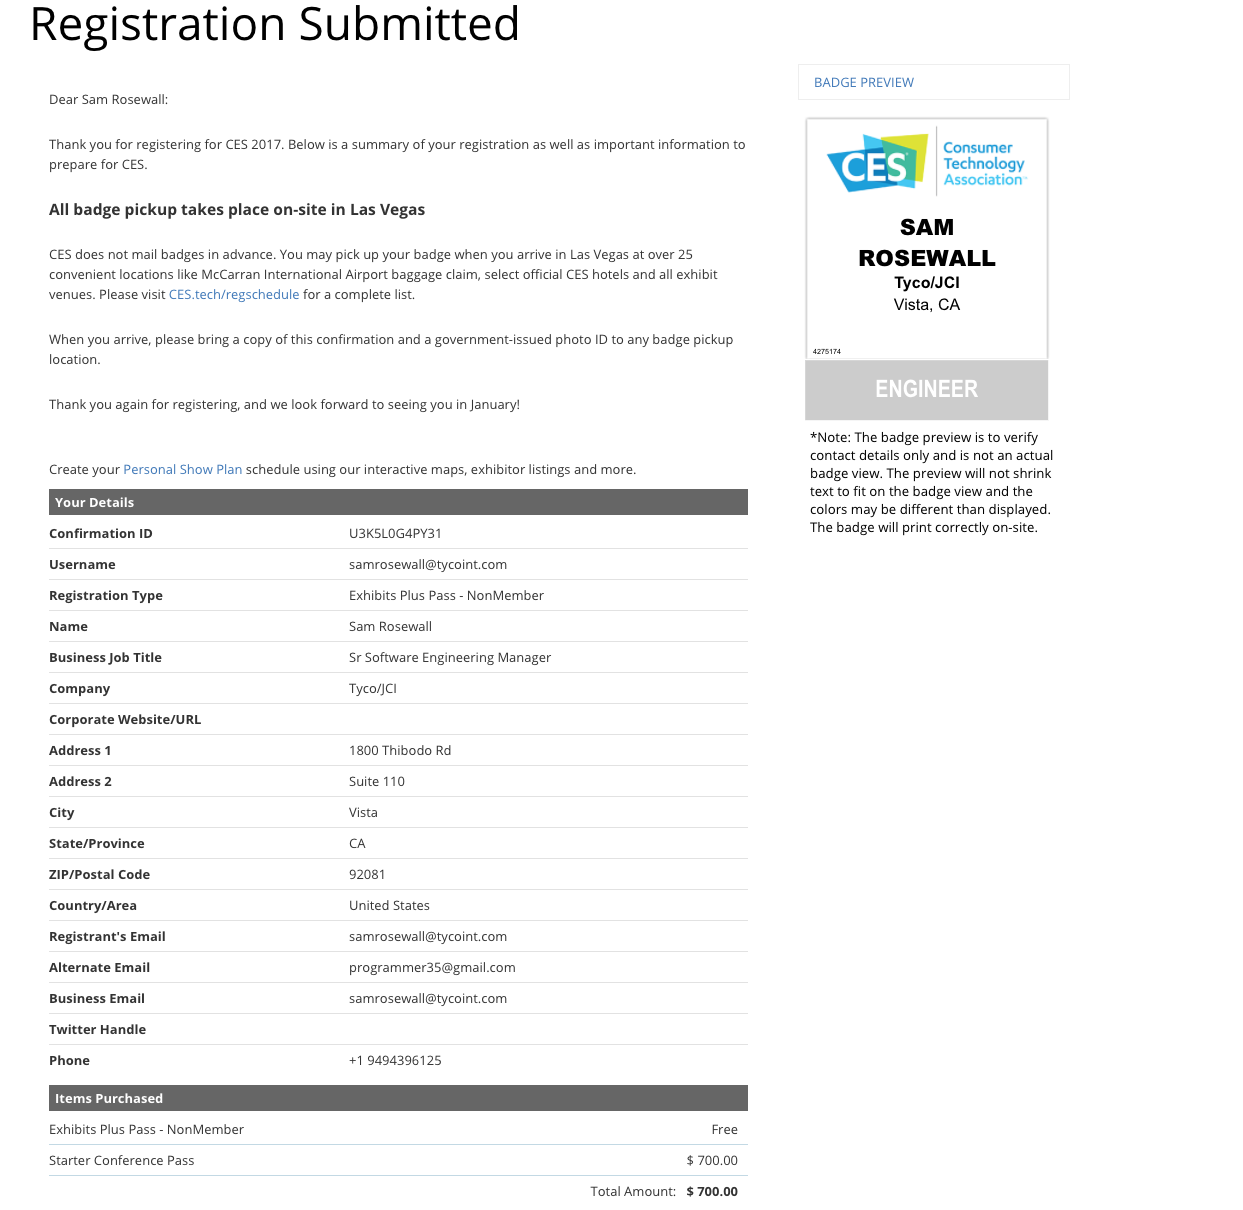 Registration Submitted
Dear Sam Rosewall:
Thank you for registering for CES 2017. Below is a summary of your registration as well as important information to
prepare for CES.
All badge pickup takes place on-site in Las Vegas
CES does not mail badges in advance. You may pick up your badge when you arrive in Las Vegas at over 25
convenient locations like McCarran International Airport baggage claim, select official CES hotels and all exhibit
venues. Please visit CES.tech/regschedule for a complete list.
When you arrive, please bring a copy of this confirmation and a government-issued photo ID to any badge pickup
location.
Thank you again for registering, and we look forward to seeing you in January!
Create your Personal Show Plan schedule using our interactive maps, exhibitor listings and more.
Your Details
Confirmation ID U3K5L0G4PY31
Username samrosewall@tycoint.com
Registration Type Exhibits Plus Pass - NonMember
Name Sam Rosewall
Business Job Title Sr Software Engineering Manager
Company Tyco/JCI
Corporate Website/URL
Address 1 1800 Thibodo Rd
Address 2 Suite 110
City Vista
State/Province CA
ZIP/Postal Code 92081
Country/Area United States
Registrant's Email samrosewall@tycoint.com
Alternate Email programmer35@gmail.com
Business Email samrosewall@tycoint.com
Twitter Handle
Phone +1 9494396125
Items Purchased
Exhibits Plus Pass - NonMember Free
Starter Conference Pass $ 700.00
Total Amount: $ 700.00
BADGE PREVIEW
CES
Consumer
Technology
Association™
SAM
ROSEWALL
Tyco/JCI
Vista, CA
4275174
ENGINEER
*Note: The badge preview is to verify
contact details only and is not an actual
badge view. The preview will not shrink
text to fit on the badge view and the
colors may be different than displayed.
The badge will print correctly on-site.